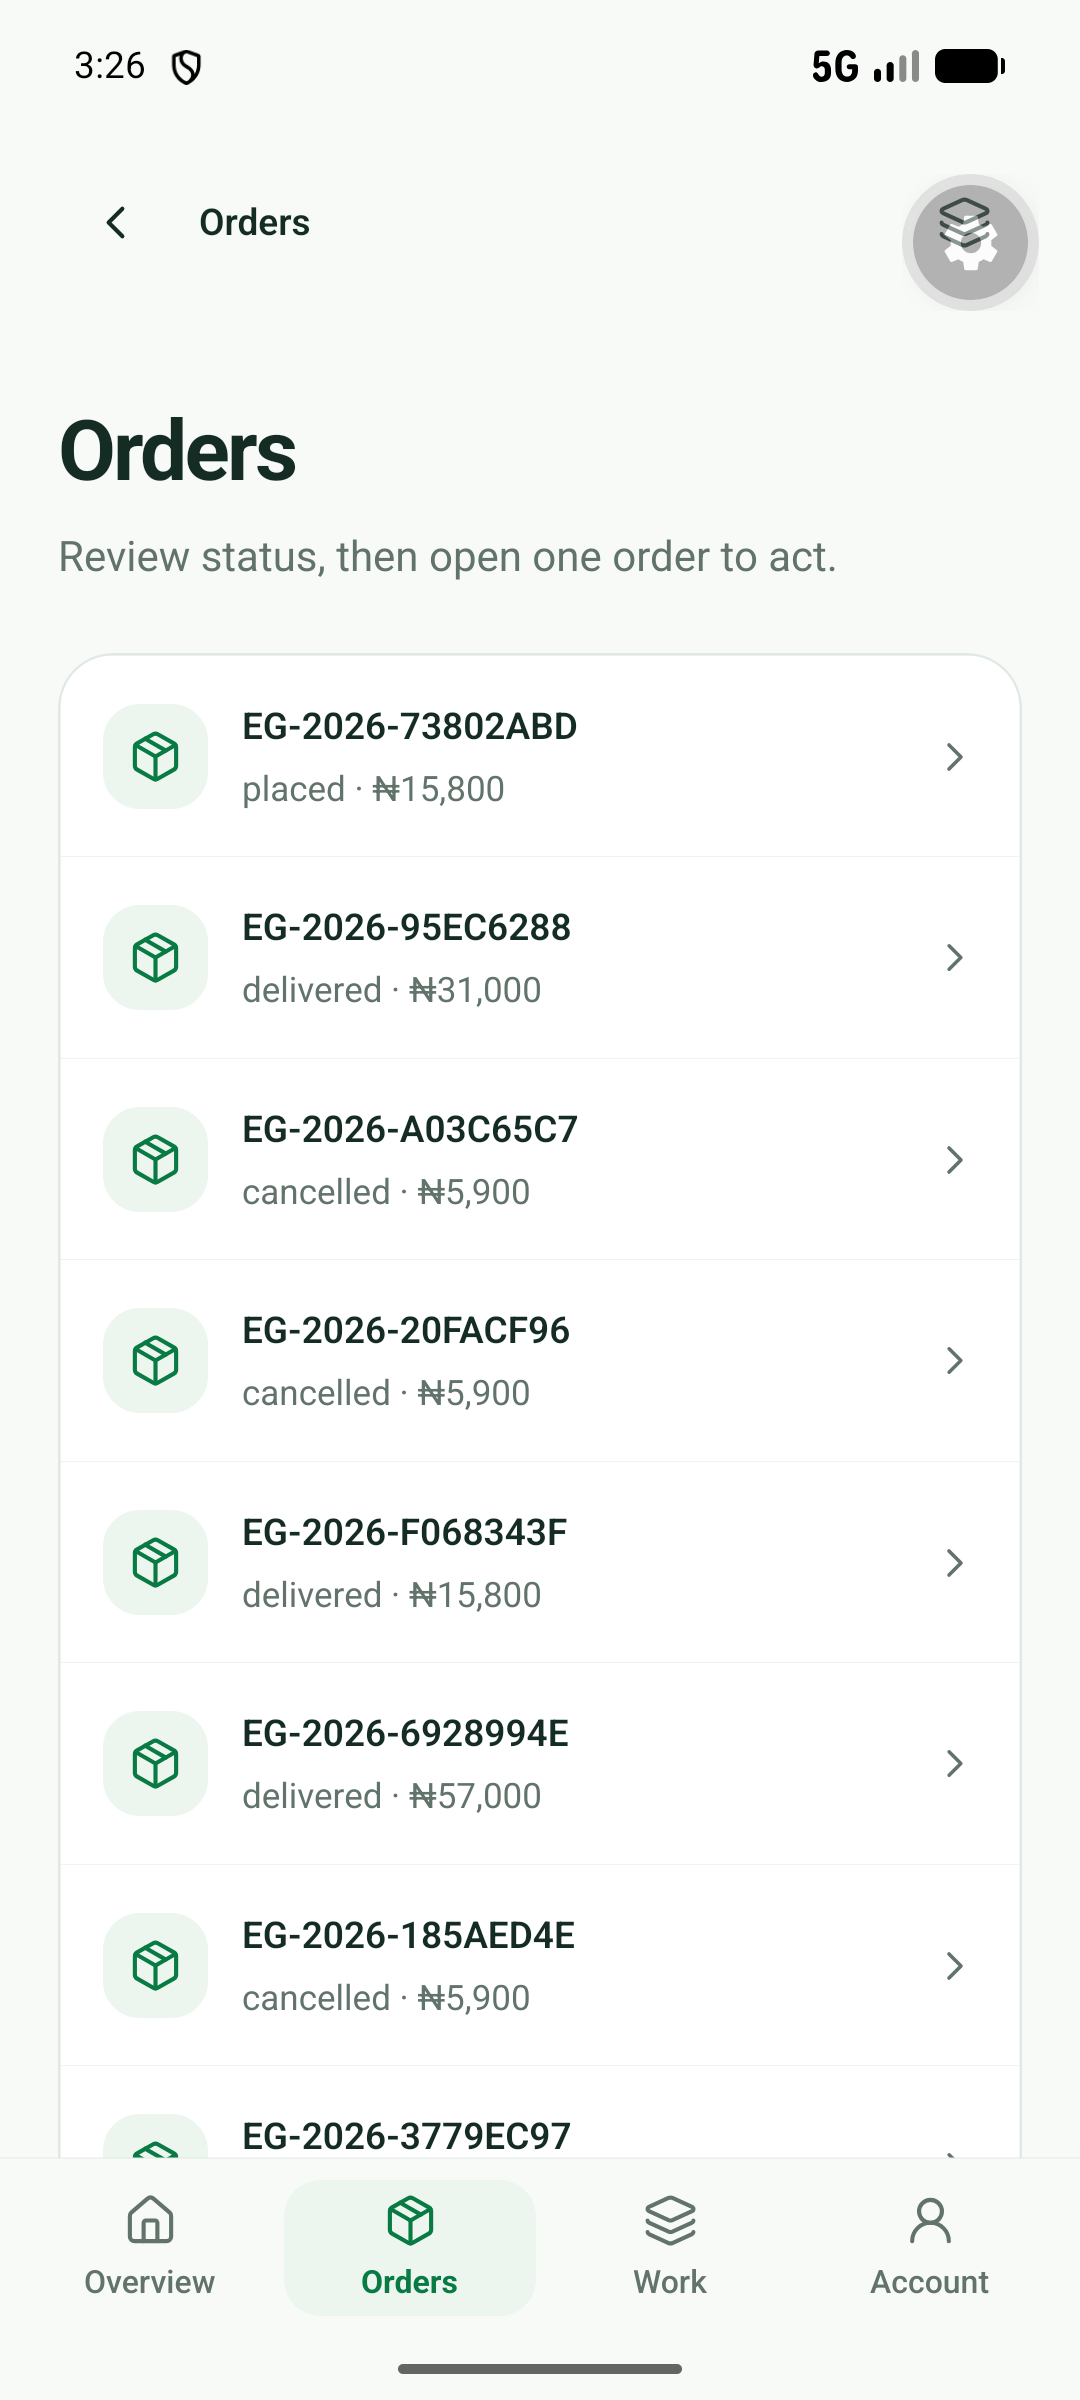 3:26
5G
Orders
Orders
Review status, then open one order to act.
EG-2026-73802ABD
placed · ₦15,800
EG-2026-95EC6288
delivered · ₦31,000
EG-2026-A03C65C7
cancelled · ₦5,900
EG-2026-20FACF96
cancelled · ₦5,900
EG-2026-F068343F
delivered · ₦15,800
EG-2026-6928994E
delivered · ₦57,000
EG-2026-185AED4E
cancelled · ₦5,900
EG-2026-3779EC97
Overview
Orders
Work
Account